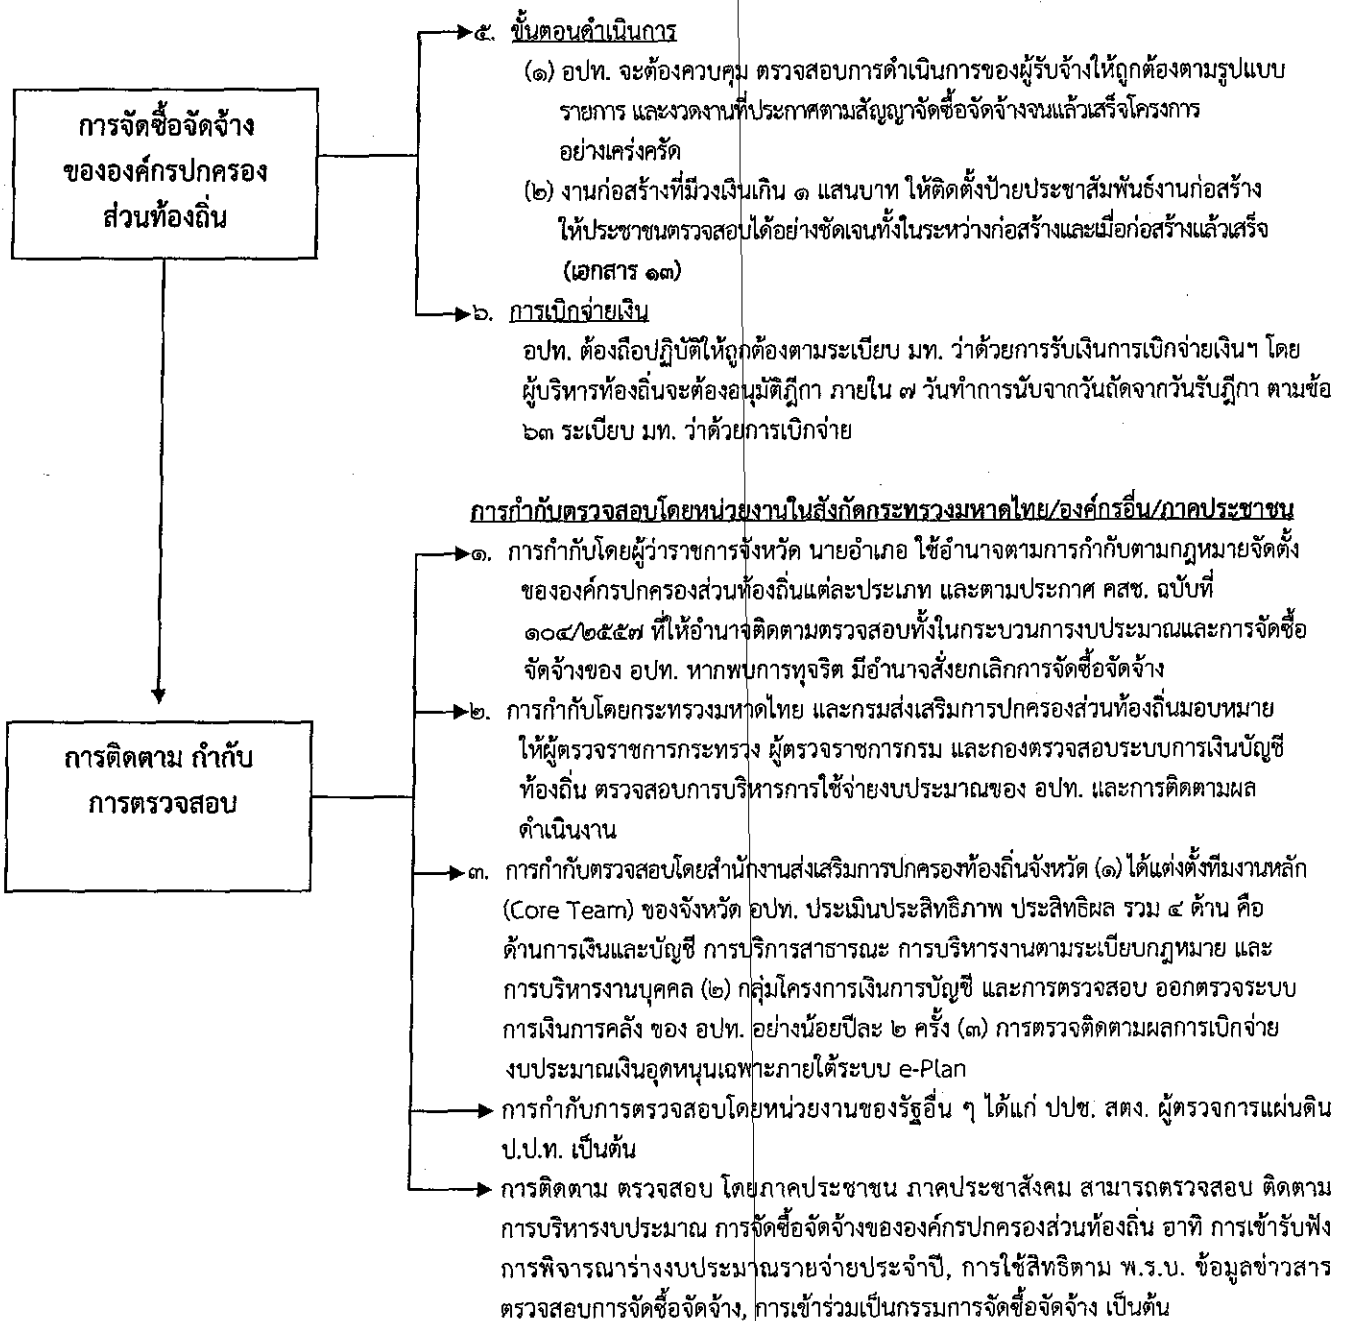 ๕. ขั้นตอนดำเนินการ
(๑) อปท. จะต้องควบคุม ตรวจสอบการดำเนินการของผู้รับจ้างให้ถูกต้องตามรูปแบบ
รายการ และงวดงานที่ประกาศตามสัญญาจัดซื้อจัดจ้างจนแล้วเสร็จโครงการ
อย่างเคร่งครัด
(๒) งานก่อสร้างที่มีวงเงินเกิน ๑ แสนบาท ให้ติดตั้งป้ายประชาสัมพันธ์งานก่อสร้าง
ให้ประชาชนตรวจสอบได้อย่างชัดเจนทั้งในระหว่างก่อสร้างและเมื่อก่อสร้างแล้วเสร็จ
(เอกสาร ๑๓)
การจัดซื้อจัดจ้าง
ขององค์กรปกครอง
ส่วนท้องถิ่น
๖. การเบิกจ่ายเงิน
อปท. ต้องถือปฏิบัติให้ถูกต้องตามระเบียบ มท. ว่าด้วยการรับเงินการเบิกจ่ายเงินฯ โดย
ผู้บริหารท้องถิ่นจะต้องอนุมัติฎีกา ภายใน ๗ วันทำการนับจากวันถัดจากวันรับฎีกา ตามข้อ
๖๓ ระเบียบ มท. ว่าด้วยการเบิกจ่าย
การกำกับตรวจสอบโดยหน่วยงานในสังกัดกระทรวงมหาดไทย/องค์กรอื่น/ภาคประชาชน
๑. การกำกับโดยผู้ว่าราชการจังหวัด นายอำเภอ ใช้อำนาจตามการกำกับตามกฎหมายจัดตั้ง
ขององค์กรปกครองส่วนท้องถิ่นแต่ละประเภท และตามประกาศ คสช. ฉบับที่
๑๐๔/๒๕๕๗ ที่ให้อำนาจติดตามตรวจสอบทั้งในกระบวนการงบประมาณและการจัดซื้อ
จัดจ้างของ อปท. หากพบการทุจริต มีอำนาจสั่งยกเลิกการจัดซื้อจัดจ้าง
๒. การกำกับโดยกระทรวงมหาดไทย และกรมส่งเสริมการปกครองส่วนท้องถิ่นมอบหมาย
ให้ผู้ตรวจราชการกระทรวง ผู้ตรวจราชการกรม และกองตรวจสอบระบบการเงินบัญชี
ท้องถิ่น ตรวจสอบการบริหารการใช้จ่ายงบประมาณของ อปท. และการติดตามผล
ดำเนินงาน
การติดตาม กำกับ
การตรวจสอบ
๓. การกำกับตรวจสอบโดยสำนักงานส่งเสริมการปกครองท้องถิ่นจังหวัด (๑) ได้แต่งตั้งทีมงานหลัก
(Core Team) ของจังหวัด อปท. ประเมินประสิทธิภาพ ประสิทธิผล รวม ๔ ด้าน คือ
ด้านการเงินและบัญชี การบริการสาธารณะ การบริหารงานตามระเบียบกฎหมาย และ
การบริหารงานบุคคล (๒) กลุ่มโครงการเงินการบัญชี และการตรวจสอบ ออกตรวจระบบ
การเงินการคลัง ของ อปท. อย่างน้อยปีละ ๒ ครั้ง (๓) การตรวจติดตามผลการเบิกจ่าย
งบประมาณเงินอุดหนุนเฉพาะภายใต้ระบบ e-Plan
การกำกับการตรวจสอบโดยหน่วยงานของรัฐอื่น ๆ ได้แก่ ปปช. สตง. ผู้ตรวจการแผ่นดิน
ป.ป.ท. เป็นต้น
การติดตาม ตรวจสอบ โดยภาคประชาชน ภาคประชาสังคม สามารถตรวจสอบ ติดตาม
การบริหารงบประมาณ การจัดซื้อจัดจ้างขององค์กรปกครองส่วนท้องถิ่น อาทิ การเข้ารับฟัง
การพิจารณาร่างงบประมาณรายจ่ายประจำปี, การใช้สิทธิตาม พ.ร.บ. ข้อมูลข่าวสาร
ตรวจสอบการจัดซื้อจัดจ้าง, การเข้าร่วมเป็นกรรมการจัดซื้อจัดจ้าง เป็นต้น